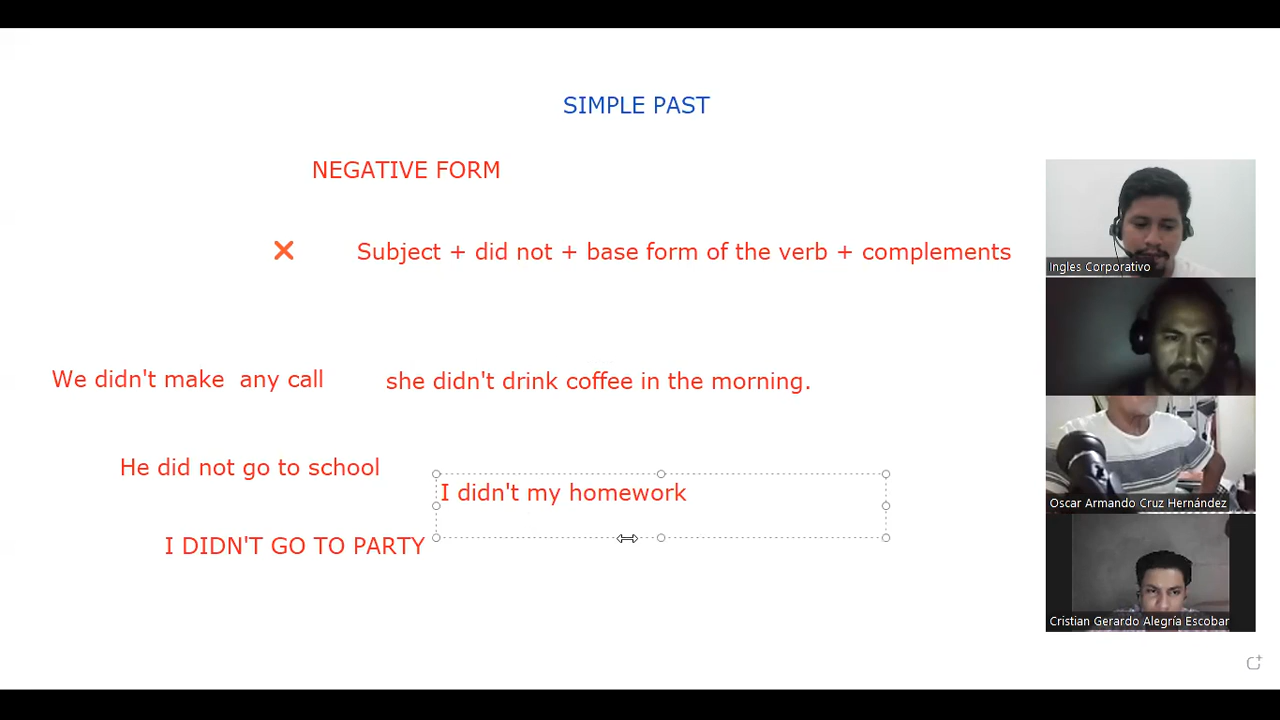 SIMPLE PAST
NEGATIVE FORM
Subject + did not + base form of the verb + complements
We didn't make any call
she didn't drink coffee in the morning.
He did not go to school
I didn't my homework
I DIDN'T GO TO PARTY
Ingles Corporativo
Oscar Armando Cruz Hernández
Cristian Gerardo Alegría Escobar